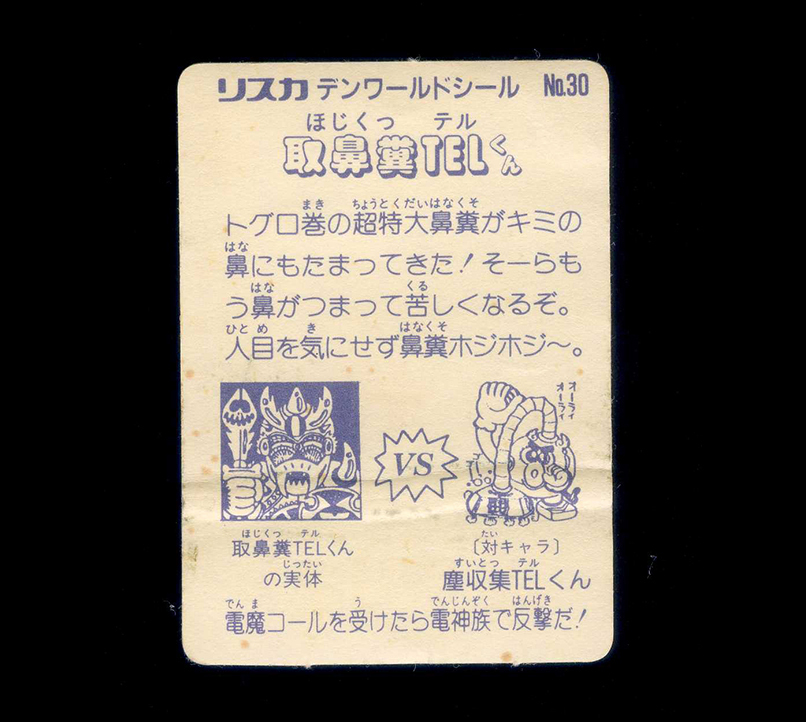 リスカ デンワールドシール No.30
ほじくっ テル
取鼻糞TELくん
まき ちょうとくだいはなくそ
トグロ巻の超特大鼻糞がキミの
はな
鼻にもたまってきた!そーらも
はな くる
う鼻がつまって苦しくなるぞ。
ひとめ き はなくそ
人目を気にせず鼻糞ホジホジ〜。
オーライ
オーライ
VS
ほじくっ テル
取鼻糞TELくん
じったい
の実体
たい
〔対キャラ〕
すいとっ テル
塵収集TELくん
でんま う でんじんぞく はんげき
電魔コールを受けたら電神族で反撃だ!